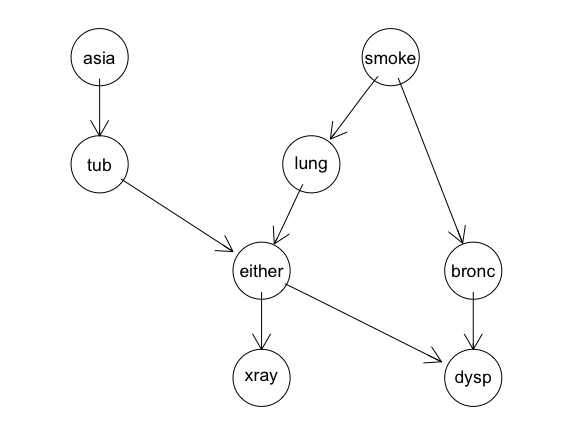 asia
smoke
tub
lung
either
bronc
xray
dysp